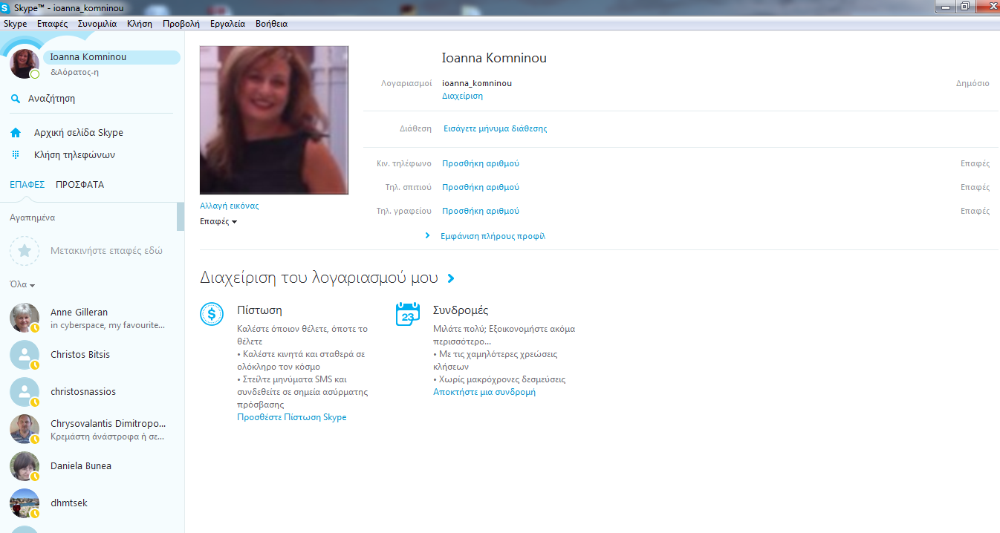 Skype™ - ioanna_komninou
Skype Επαφές Συνομιλία Κλήση Προβολή Εργαλεία Βοήθεια
Ioanna Komninou
&Αόρατος-η
Αναζήτηση
Αρχική σελίδα Skype
Κλήση τηλεφώνων
ΕΠΑΦΕΣ ΠΡΟΣΦΑΤΑ
Αγαπημένα
Μετακινήστε επαφές εδώ
Όλα
Anne Gilleran
in cyberspace, my favourite...
Christos Bitsis
christosnassios
Chrysovalantis Dimitropo...
Κρεμάστη άνάστροφα ή σε...
Daniela Bunea
dhmtsek
Αλλαγή εικόνας
Επαφές
Ioanna Komninou
Λογαριασμοί ioanna_komninou Δημόσιο
Διαχείριση
Διάθεση Εισάγετε μήνυμα διάθεσης
Κιν. τηλέφωνο Προσθήκη αριθμού Επαφές
Τηλ. σπιτιού Προσθήκη αριθμού Επαφές
Τηλ. γραφείου Προσθήκη αριθμού Επαφές
Εμφάνιση πλήρους προφίλ
Διαχείριση του λογαριασμού μου
Πίστωση
Καλέστε όποιον θέλετε, όποτε το
θέλετε
• Καλέστε κινητά και σταθερά σε
ολόκληρο τον κόσμο
• Στείλτε μηνύματα SMS και
συνδεθείτε σε σημεία ασύρματης
πρόσβασης
Προσθέστε Πίστωση Skype
23
Συνδρομές
Μιλάτε πολύ; Εξοικονομήστε ακόμα
περισσότερο...
• Με τις χαμηλότερες χρεώσεις
κλήσεων
• Χωρίς μακρόχρονες δεσμεύσεις
Αποκτήστε μια συνδρομή